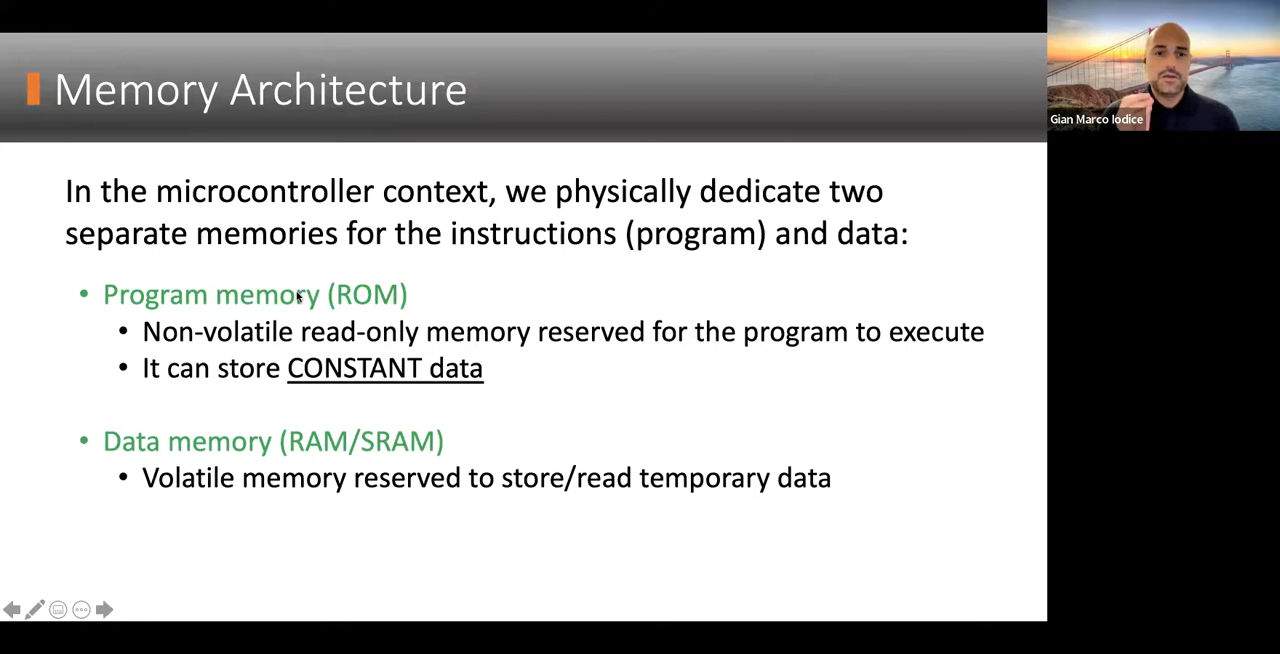 Memory Architecture
Gian Marco Iodice
In the microcontroller context, we physically dedicate two
separate memories for the instructions (program) and data:
• Program memory (ROM)
• Non-volatile read-only memory reserved for the program to execute
• It can store CONSTANT data
• Data memory (RAM/SRAM)
• Volatile memory reserved to store/read temporary data